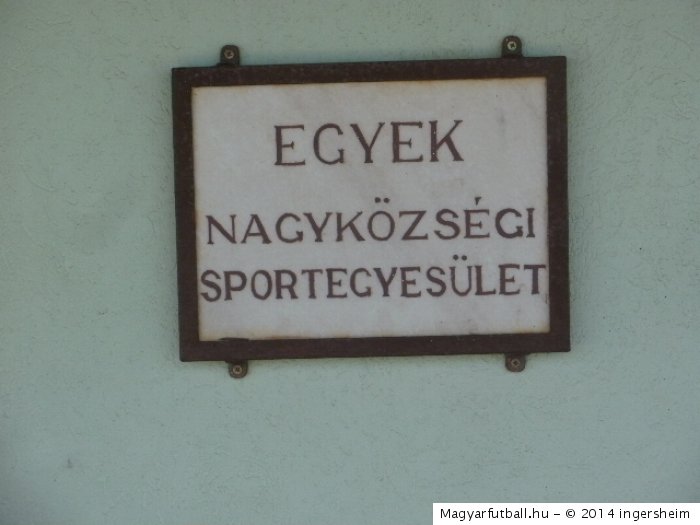 EGYEK
NAGYKÖZSÉGI
SPORTEGYESÜLET
Magyarfutball.hu – © 2014 ingersheim